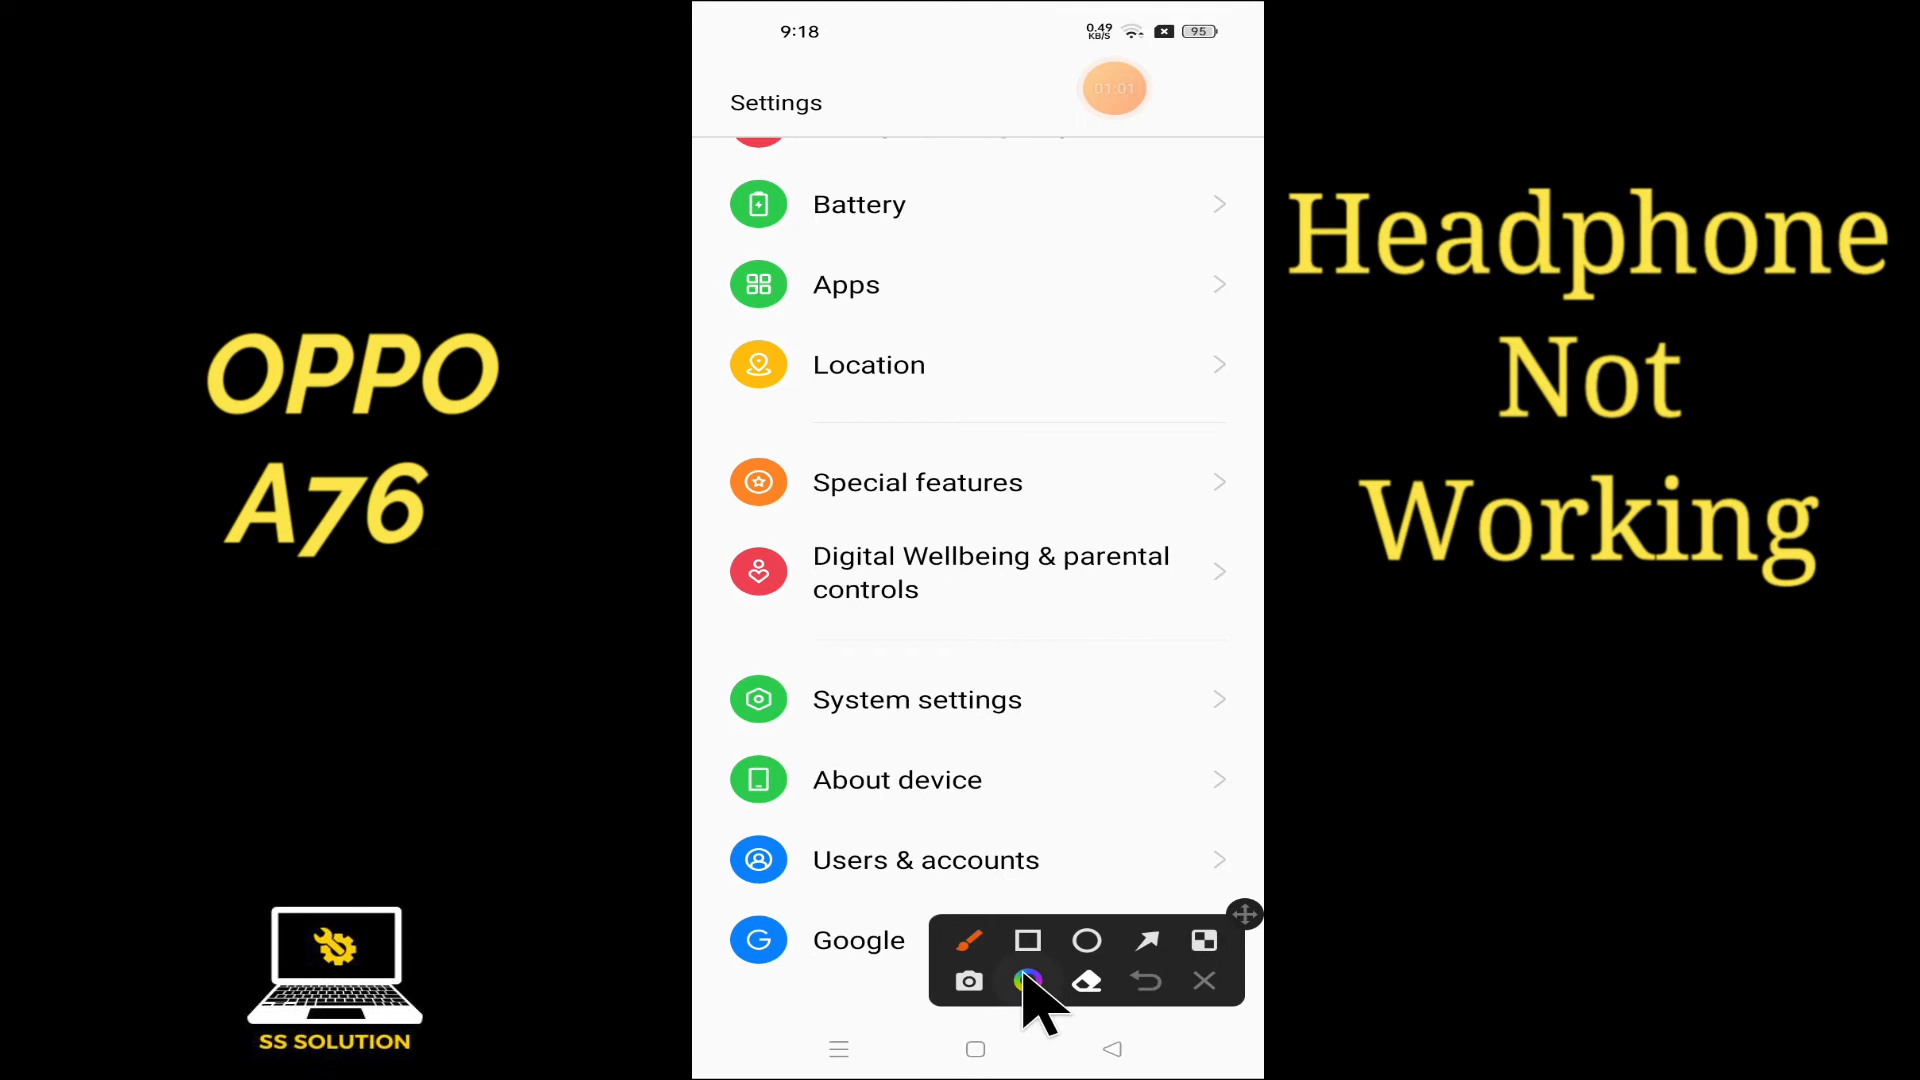 OPPO
A76
SS SOLUTION
9:18
0.49
KB/S
95
Settings
01:01
Battery
Apps
Location
Special features
Digital Wellbeing & parental
controls
System settings
About device
Users & accounts
Google
Headphone
Not
Working